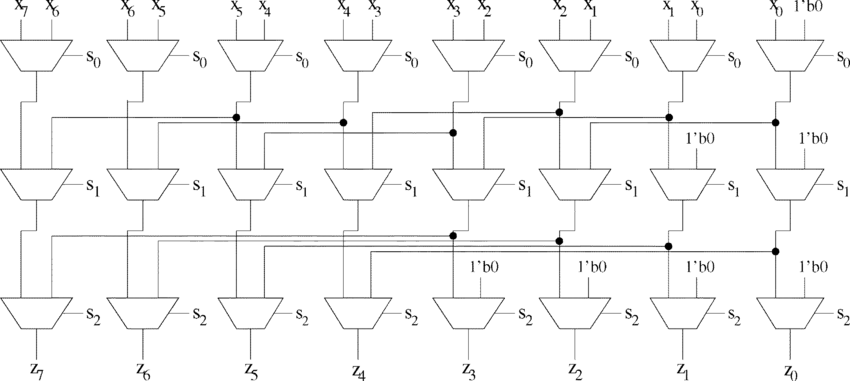 x7 x6 x6 x5 x5 x4 x4 x3 x3 x2 x2 x1 x1 x0 x0 1'b0
s0 s0 s0 s0 s0 s0 s0 s0
1'b0 1'b0
s1 s1 s1 s1 s1 s1 s1 s1
1'b0 1'b0 1'b0 1'b0
s2 s2 s2 s2 s2 s2 s2 s2
z7 z6 z5 z4 z3 z2 z1 z0